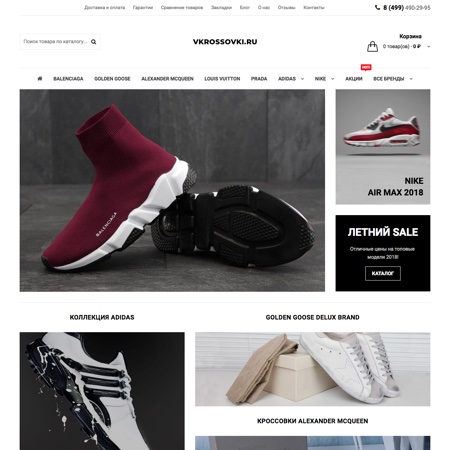 Доставка и оплата Гарантии Сравнение товаров Закладки Блог О нас Отзывы Контакты
8 (499) 490-29-95
Поиск товара по каталогу...
VKROSSOVKI.RU
Корзина
0 товар(ов) - 0 ₽
HOT!
BALENCIAGA GOLDEN GOOSE ALEXANDER MCQUEEN LOUIS VUITTON PRADA ADIDAS NIKE АКЦИИ ВСЕ БРЕНДЫ
BALENCIAGA
NIKE
AIR MAX 2018
ЛЕТНИЙ SALE
Отличные цены на топовые
модели 2018!
КАТАЛОГ
КОЛЛЕКЦИЯ ADIDAS
GOLDEN GOOSE DELUX BRAND
КРОССОВКИ ALEXANDER MCQUEEN